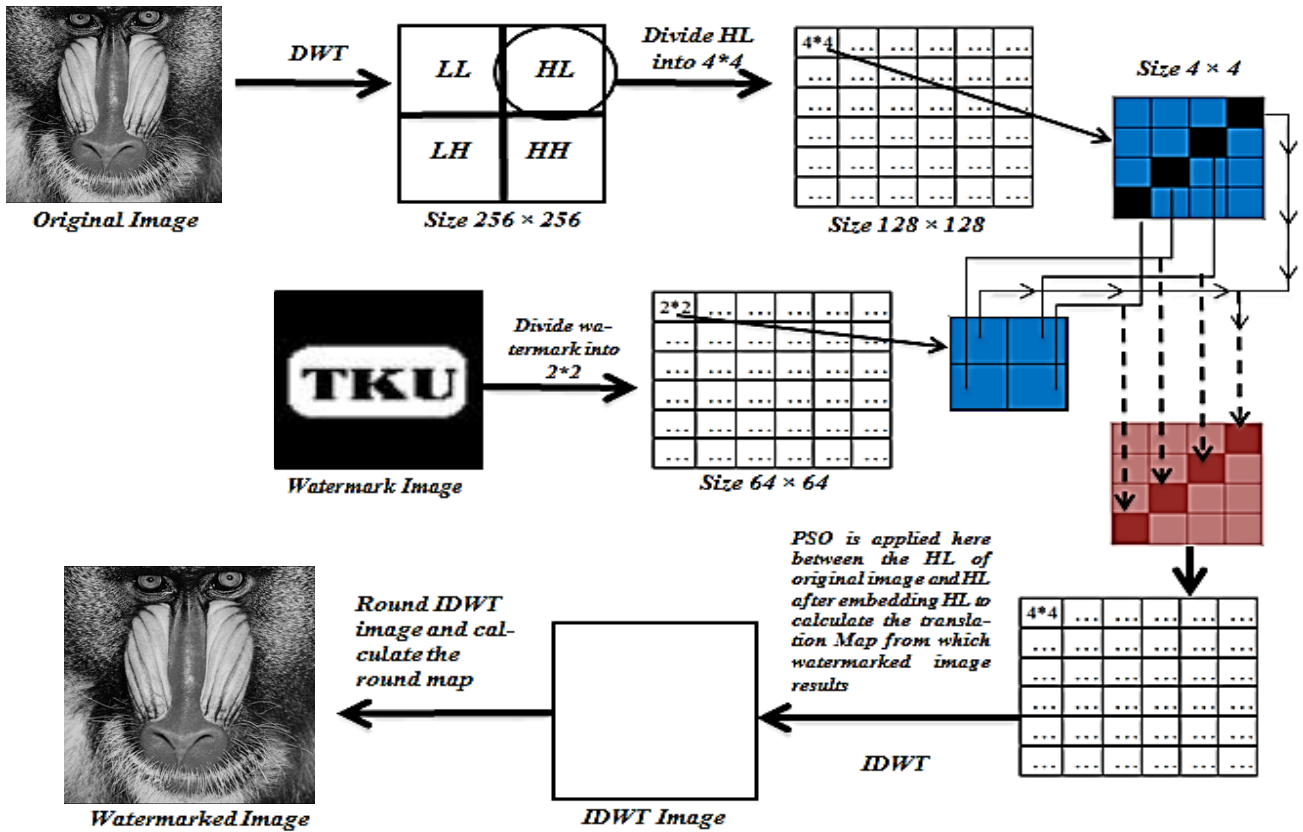 DWT
LL
HL
LH
HH
Original Image
Size 256 × 256
Divide HL
into 4*4
4*4 ... ... ... ... ...
... ... ... ... ... ...
... ... ... ... ... ...
... ... ... ... ... ...
... ... ... ... ... ...
... ... ... ... ... ...
Size 128 × 128
Size 4 × 4
TKU
Watermark Image
Divide wa-
termark into
2*2
2*2 ... ... ... ... ...
... ... ... ... ... ...
... ... ... ... ... ...
... ... ... ... ... ...
... ... ... ... ... ...
... ... ... ... ... ...
Size 64 × 64
PSO is applied here
between the HL of
original image and HL
after embedding HL to
calculate the transla-
tion Map from which
watermarked image
results
4*4 ... ... ... ... ...
... ... ... ... ... ...
... ... ... ... ... ...
... ... ... ... ... ...
... ... ... ... ... ...
... ... ... ... ... ...
IDWT
IDWT Image
Round IDWT
image and cal-
culate the
round map
Watermarked Image